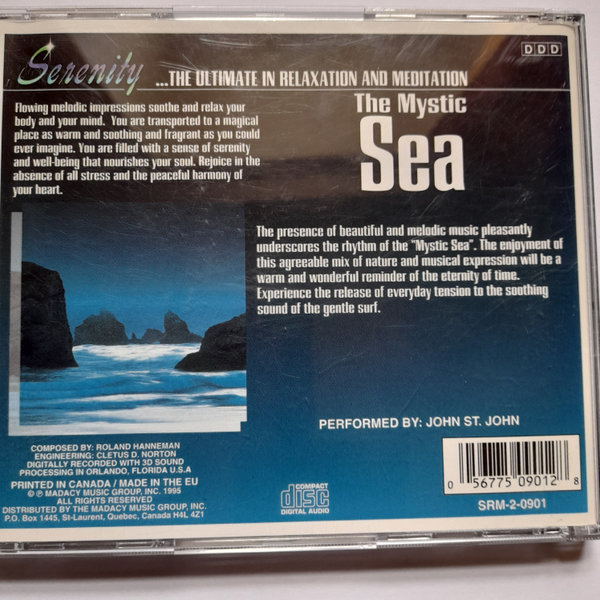 Serenity ...THE ULTIMATE IN RELAXATION AND MEDITATION
DDD
Flowing melodic impressions soothe and relax your
body and your mind. You are transported to a magical
place as warm and soothing and fragrant as you could
ever imagine. You are filled with a sense of serenity
and well-being that nourishes your soul. Rejoice in the
absence of all stress and the peaceful harmony of
your heart.
The Mystic
Sea
The presence of beautiful and melodic music pleasantly
underscores the rhythm of the "Mystic Sea". The enjoyment of
this agreeable mix of nature and musical expression will be a
warm and wonderful reminder of the eternity of time.
Experience the release of everyday tension to the soothing
sound of the gentle surf.
PERFORMED BY: JOHN ST. JOHN
COMPOSED BY: ROLAND HANNEMAN
ENGINEERING: CLETUS D. NORTON
DIGITALLY RECORDED WITH 3D SOUND
PROCESSING IN ORLANDO, FLORIDA U.S.A
PRINTED IN CANADA / MADE IN THE EU
© ℗ MADACY MUSIC GROUP, INC. 1995
ALL RIGHTS RESERVED
DISTRIBUTED BY THE MADACY MUSIC GROUP, INC.
P.O. Box 1445, St-Laurent, Quebec, Canada H4L 4Z1
COMPACT
disc
DIGITAL AUDIO
0 56775 09012 8
SRM-2-0901